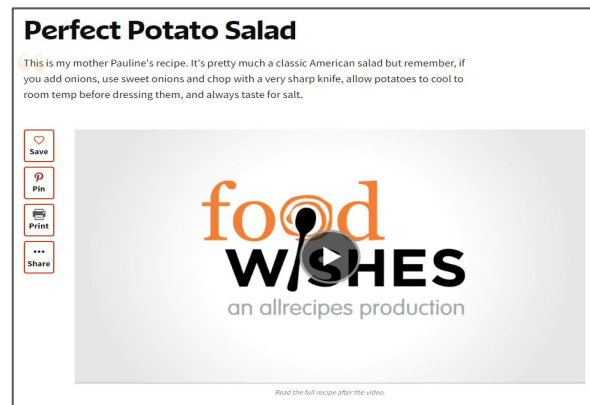 Perfect Potato Salad
This is my mother Pauline's recipe. It's pretty much a classic American salad but remember, if
you add onions, use sweet onions and chop with a very sharp knife, allow potatoes to cool to
room temp before dressing them, and always taste for salt.
Save
Pin
Print
Share
food
WISHES
an allrecipes production
Read the full recipe after the video.